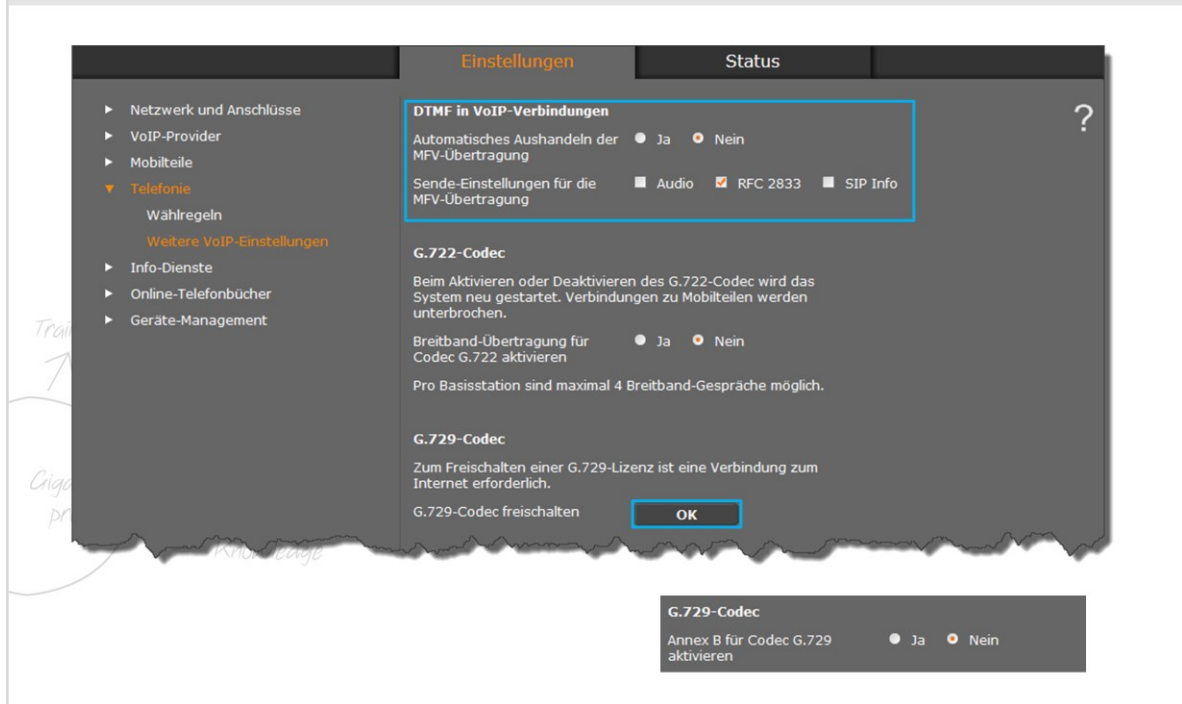 Einstellungen
Status
Netzwerk und Anschlüsse
VoIP-Provider
Mobilteile
Telefonie
Wählregeln
Weitere VoIP-Einstellungen
Info-Dienste
Online-Telefonbücher
Geräte-Management
?
DTMF in VoIP-Verbindungen
Automatisches Aushandeln der
MFV-Übertragung
Ja
Nein
Sende-Einstellungen für die
MFV-Übertragung
Audio
RFC 2833
SIP Info
G.722-Codec
Beim Aktivieren oder Deaktivieren des G.722-Codec wird das
System neu gestartet. Verbindungen zu Mobilteilen werden
unterbrochen.
Breitband-Übertragung für
Codec G.722 aktivieren
Ja
Nein
Pro Basisstation sind maximal 4 Breitband-Gespräche möglich.
G.729-Codec
Zum Freischalten einer G.729-Lizenz ist eine Verbindung zum
Internet erforderlich.
G.729-Codec freischalten
OK
G.729-Codec
Annex B für Codec G.729
aktivieren
Ja
Nein